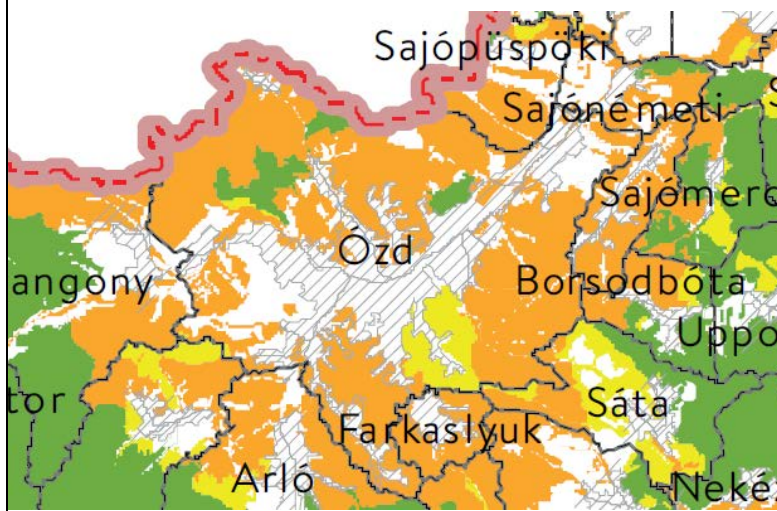 Sajópüspöki
Sajónémeti
S
Sajómerc
Ózd
angony
Borsodbóta
Uppo
tor
Sáta
Farkaslyuk
Arló
Neké